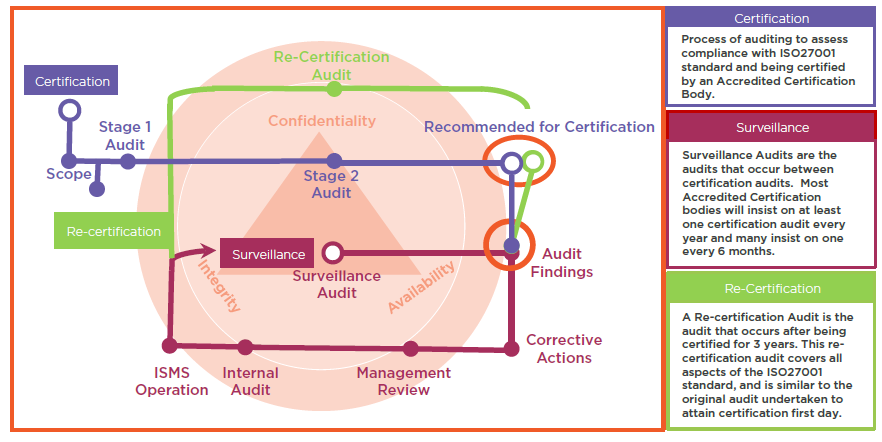 Re-Certification
Audit
Certification
Confidentiality
Stage 1
Audit
Recommended for Certification
Scope
Stage 2
Audit
Re-certification
Surveillance
Surveillance
Audit
Audit
Findings
Integrity
Availability
Corrective
Actions
ISMS
Operation
Internal
Audit
Management
Review
Certification
Process of auditing to assess
compliance with ISO27001
standard and being certified
by an Accredited Certification
Body.
Surveillance
Surveillance Audits are the
audits that occur between
certification audits. Most
Accredited Certification
bodies will insist on at least
one certification audit every
year and many insist on one
every 6 months.
Re-Certification
A Re-certification Audit is the
audit that occurs after being
certified for 3 years. This re-
certification audit covers all
aspects of the ISO27001
standard, and is similar to the
original audit undertaken to
attain certification first day.